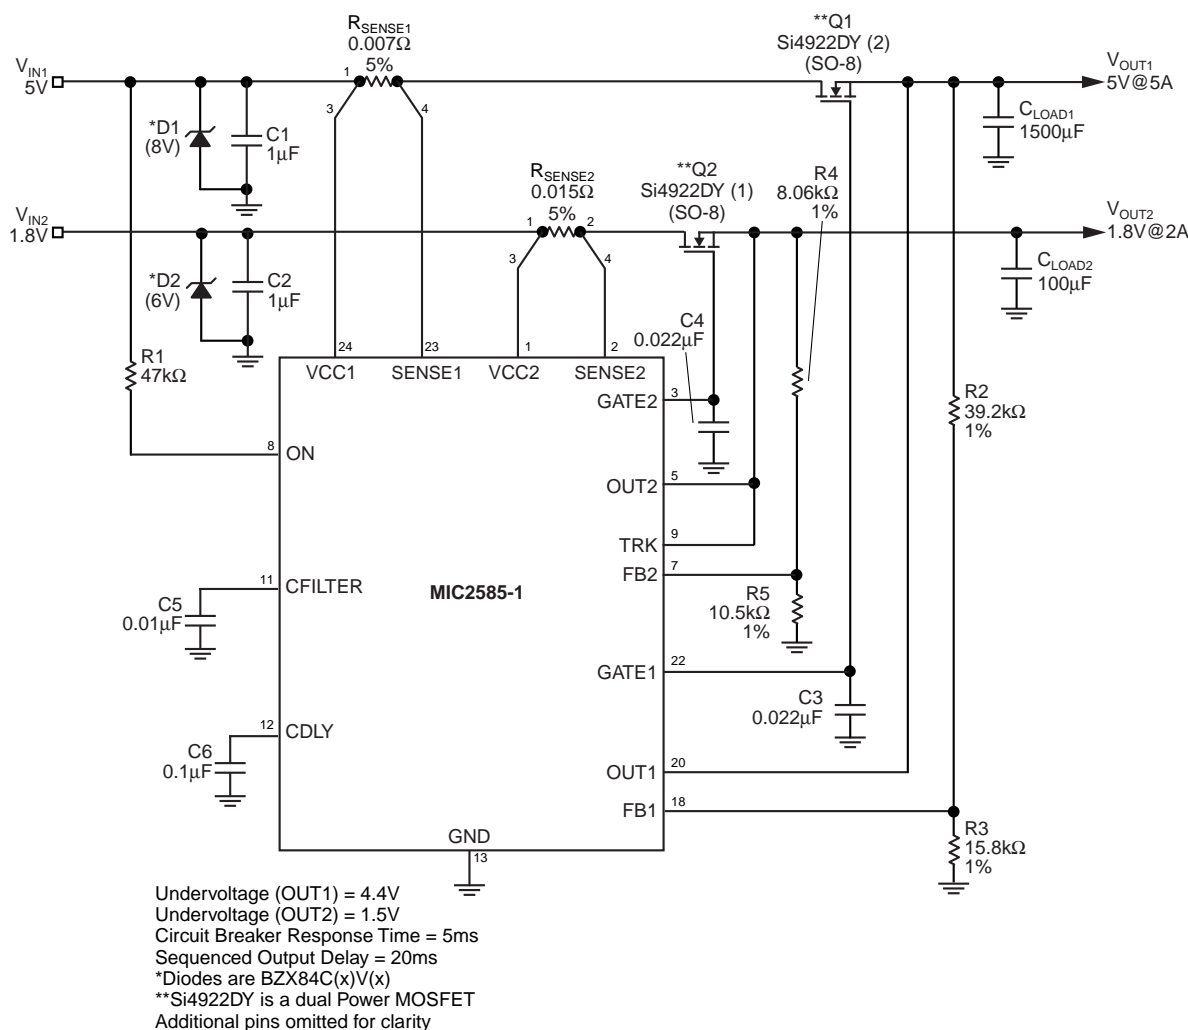 R_SENSE1
0.007Ω
5%
**Q1
Si4922DY (2)
(SO-8)
V_IN1
5V
1
3
4
V_OUT1
5V@5A
*D1
(8V)
C1
1µF
C_LOAD1
1500µF
R_SENSE2
0.015Ω
5%
**Q2
Si4922DY (1)
(SO-8)
R4
8.06kΩ
1%
V_IN2
1.8V
1
2
3
4
V_OUT2
1.8V@2A
*D2
(6V)
C2
1µF
C_LOAD2
100µF
C4
0.022µF
R1
47kΩ
24
23
1
2
VCC1
SENSE1
VCC2
SENSE2
GATE2
3
R2
39.2kΩ
1%
8
ON
OUT2
5
TRK
9
FB2
7
11
CFILTER
MIC2585-1
C5
0.01µF
R5
10.5kΩ
1%
GATE1
22
C3
0.022µF
12
CDLY
C6
0.1µF
OUT1
20
FB1
18
R3
15.8kΩ
1%
GND
13
Undervoltage (OUT1) = 4.4V
Undervoltage (OUT2) = 1.5V
Circuit Breaker Response Time = 5ms
Sequenced Output Delay = 20ms
*Diodes are BZX84C(x)V(x)
**Si4922DY is a dual Power MOSFET
Additional pins omitted for clarity